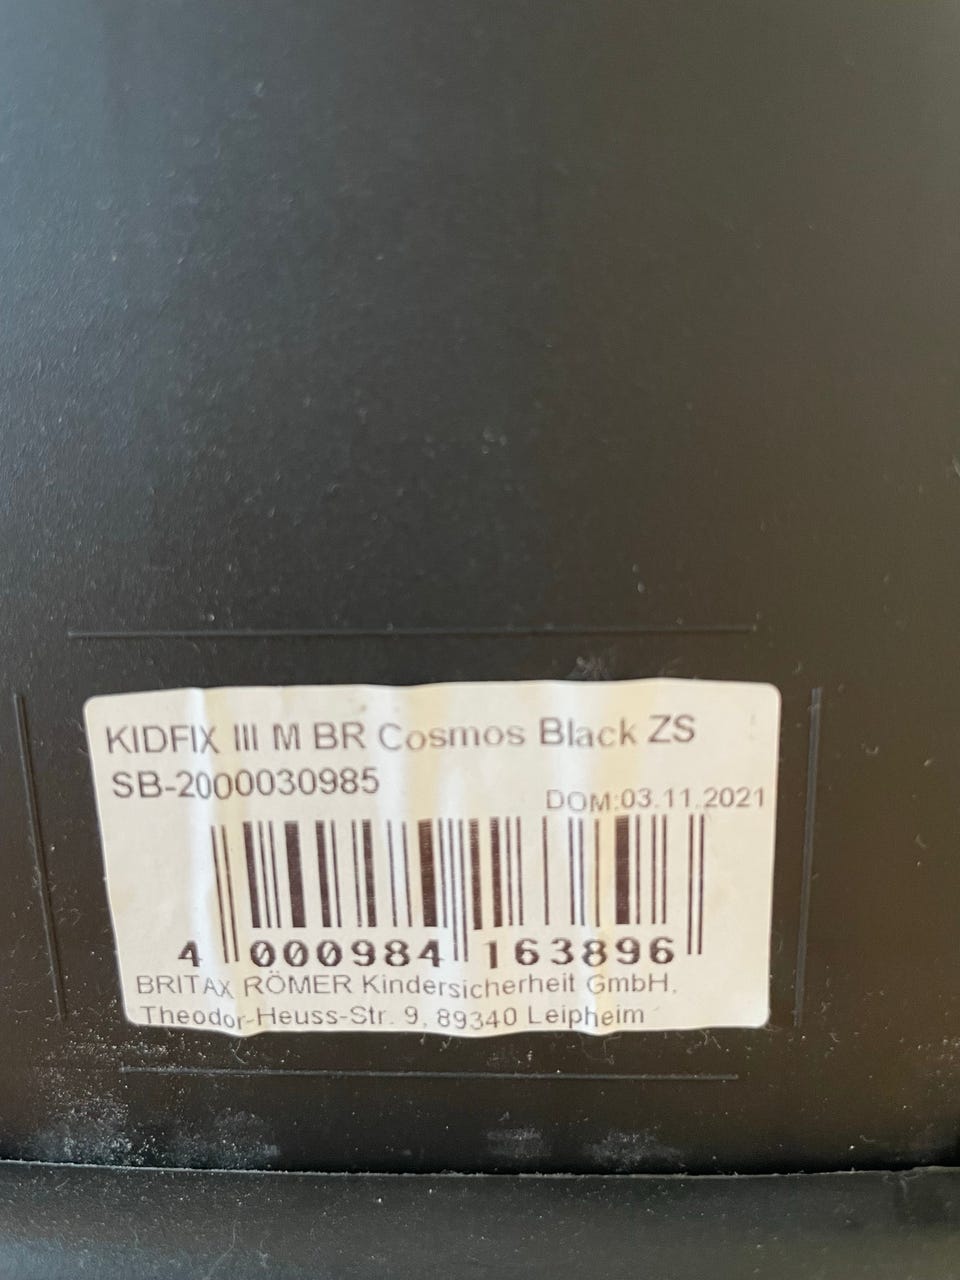 KIDFIX III M BR Cosmos Black ZS
SB-2000030985
DOM:03.11.2021
4 000984 163896
BRITAX RÖMER Kindersicherheit GmbH,
Theodor-Heuss-Str. 9, 89340 Leipheim